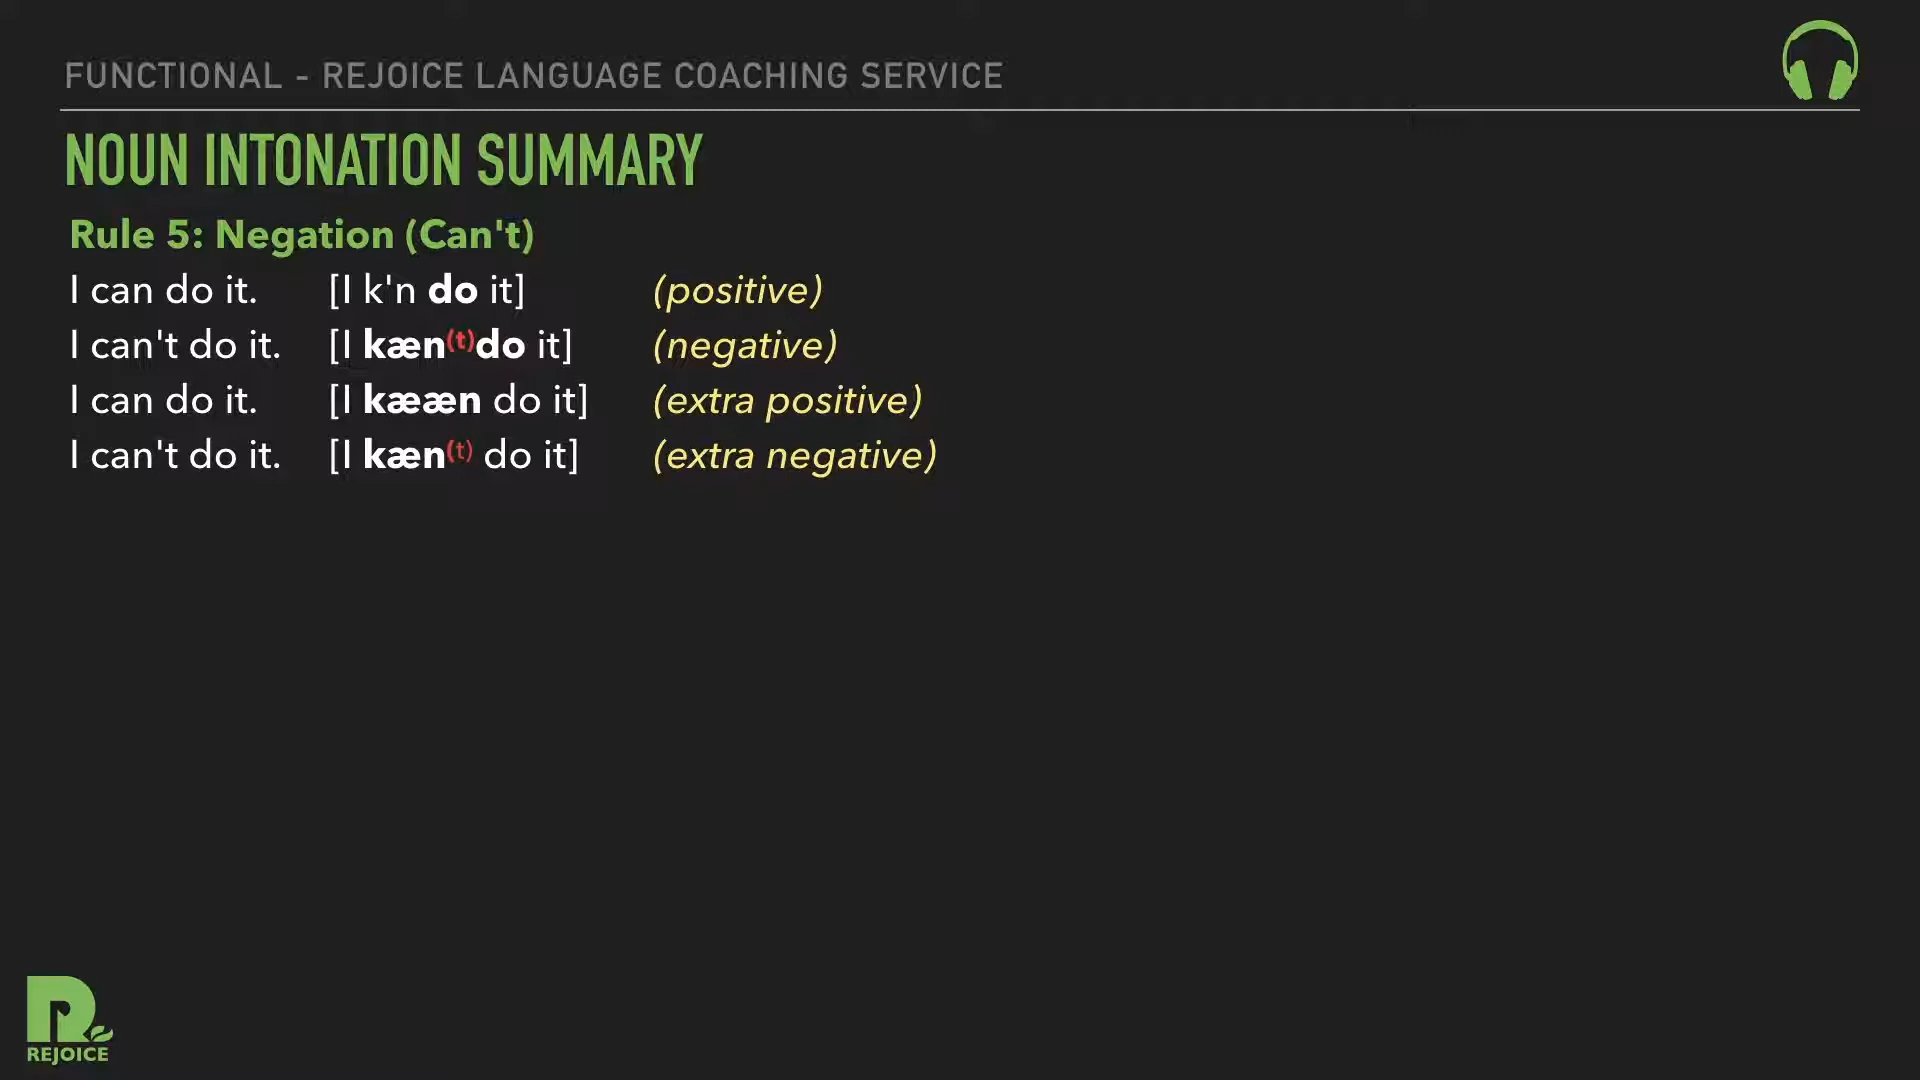 FUNCTIONAL - REJOICE LANGUAGE COACHING SERVICE
NOUN INTONATION SUMMARY
Rule 5: Negation (Can't)
I can do it. [I k'n do it] (positive)
I can't do it. [I kæn(t)do it] (negative)
I can do it. [I kææn do it] (extra positive)
I can't do it. [I kæn(t) do it] (extra negative)
REJOICE